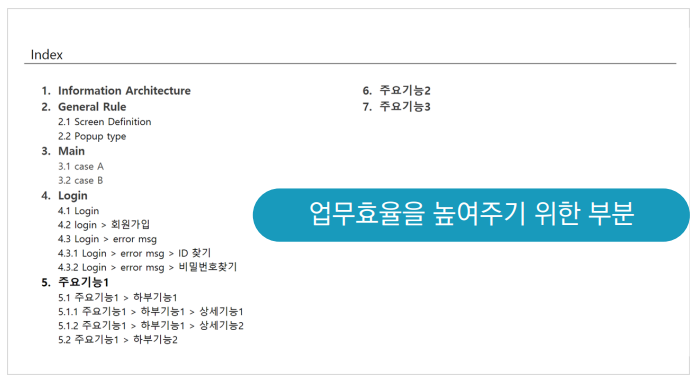 Index
1. Information Architecture
2. General Rule
2.1 Screen Definition
2.2 Popup type
3. Main
3.1 case A
3.2 case B
4. Login
4.1 Login
4.2 login > 회원가입
4.3 Login > error msg
4.3.1 Login > error msg > ID 찾기
4.3.2 Login > error msg > 비밀번호찾기
5. 주요기능1
5.1 주요기능1 > 하부기능1
5.1.1 주요기능1 > 하부기능1 > 상세기능1
5.1.2 주요기능1 > 하부기능1 > 상세기능2
5.2 주요기능1 > 하부기능2
6. 주요기능2
7. 주요기능3
업무효율을 높여주기 위한 부분